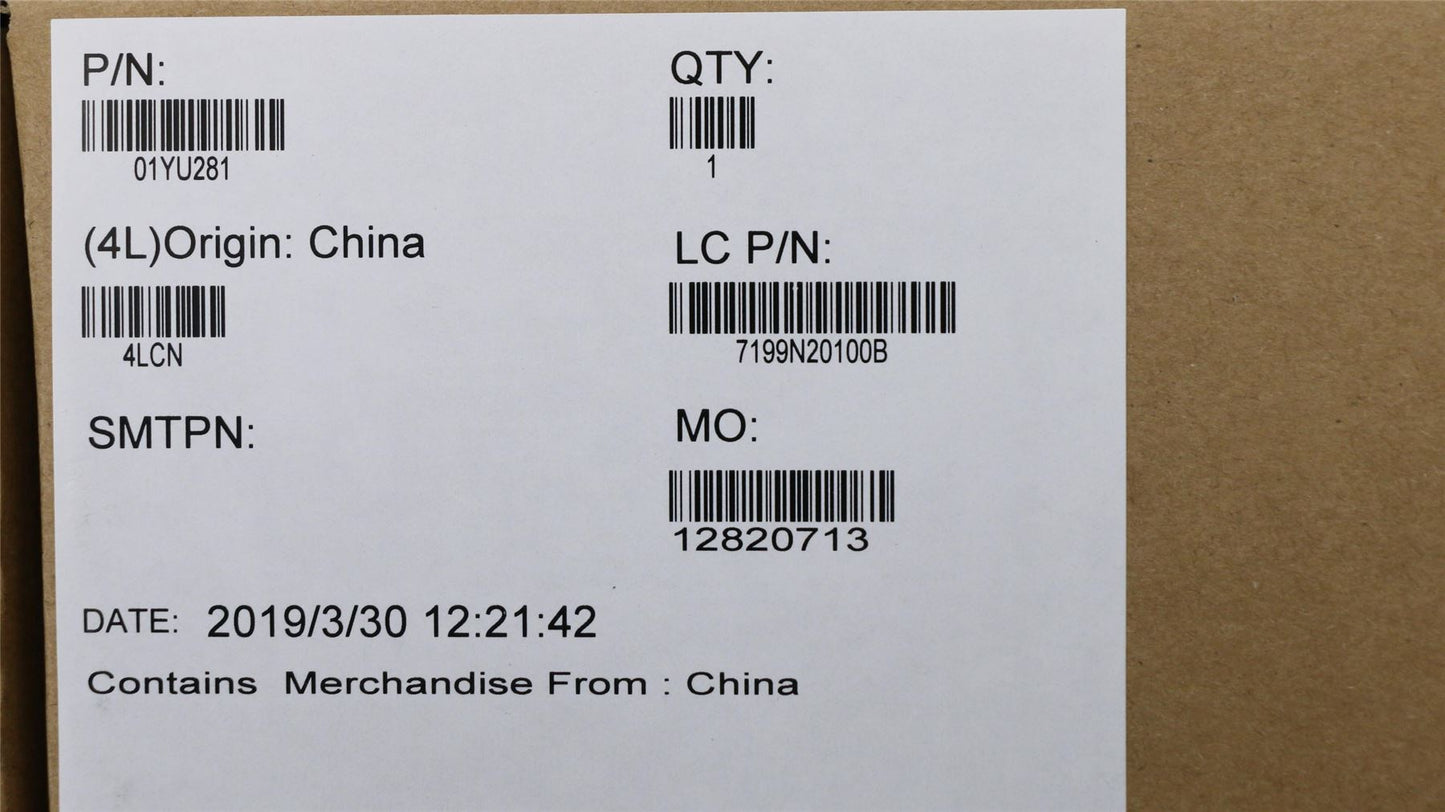 P/N:
01YU281
QTY:
1
(4L)Origin: China
4LCN
LC P/N:
7199N20100B
SMTPN:
MO:
12820713
DATE: 2019/3/30 12:21:42
Contains Merchandise From : China